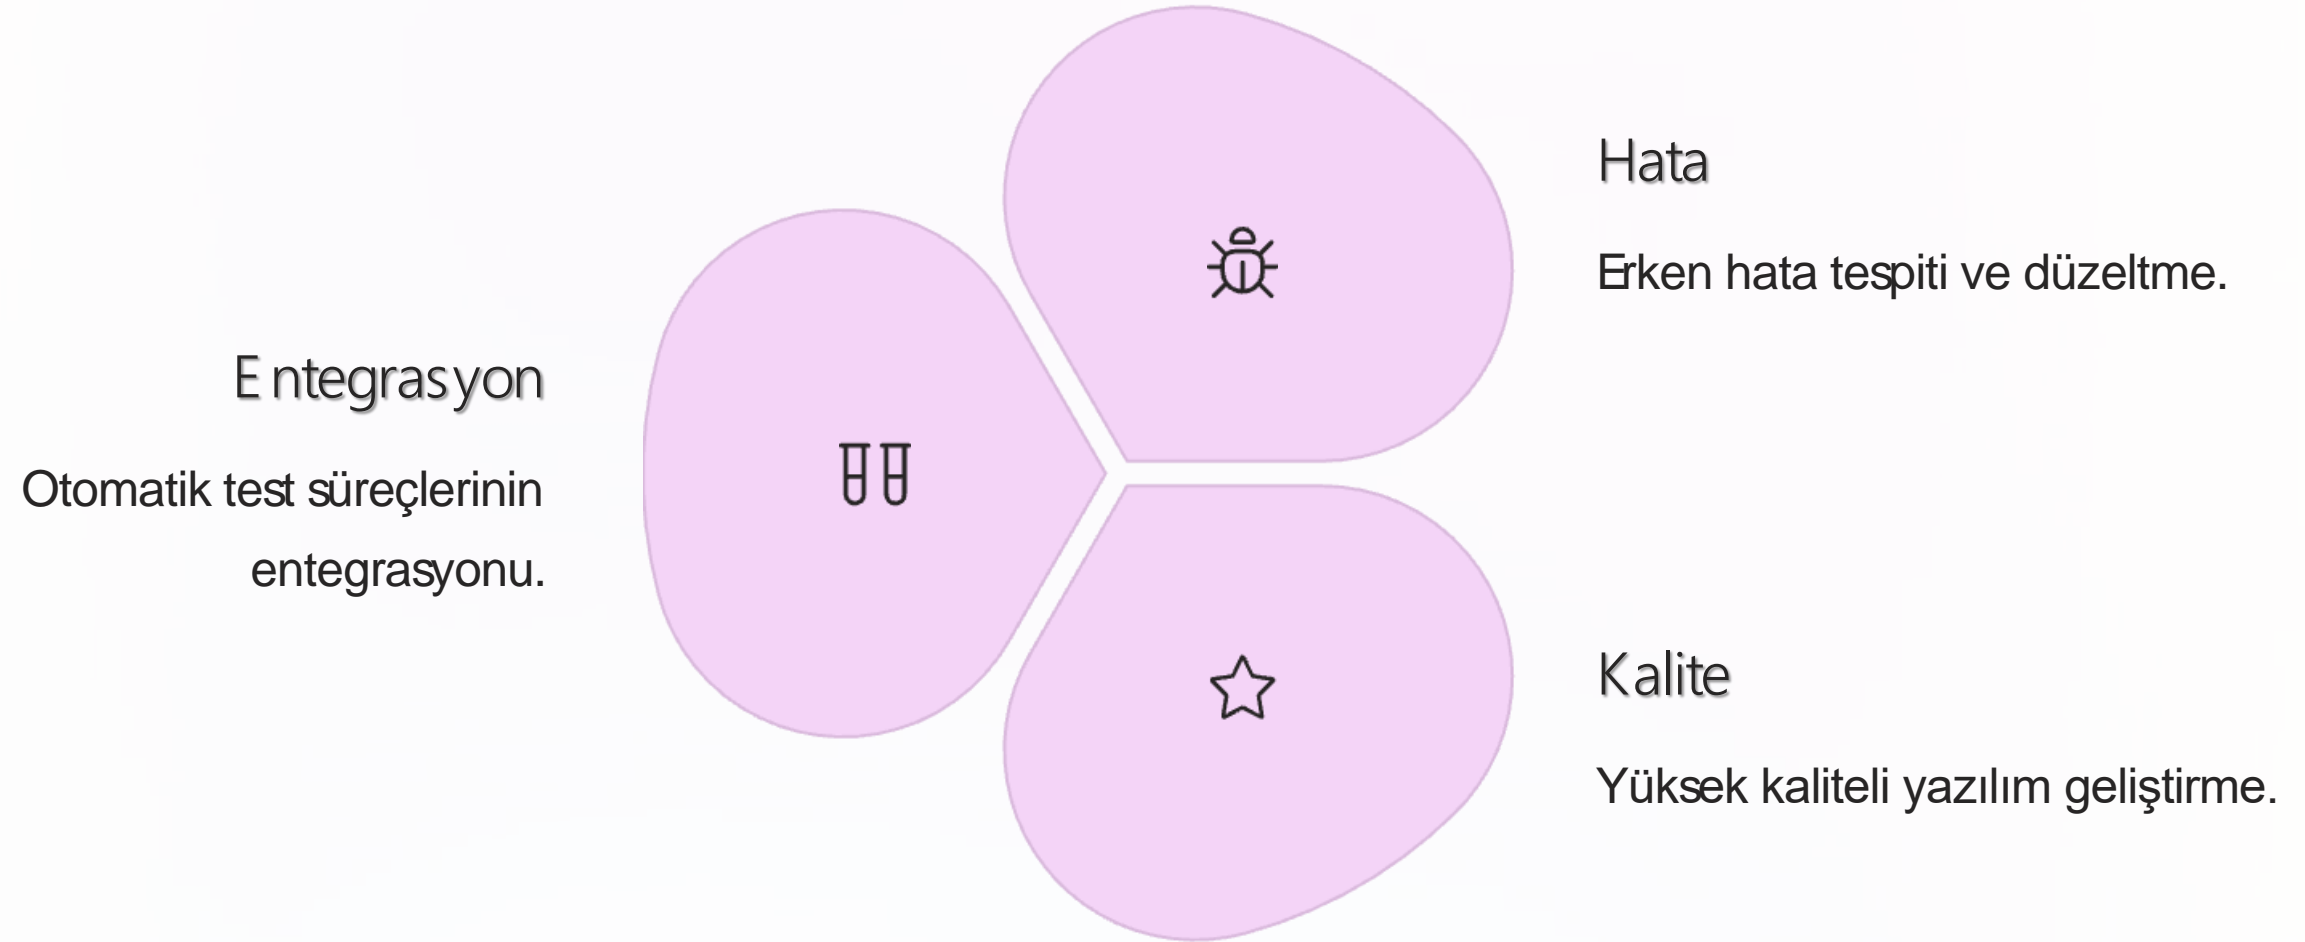 Hata
Erken hata tespiti ve düzeltme.
Entegrasyon
Otomatik test süreçlerinin
entegrasyonu.
Kalite
Yüksek kaliteli yazılım geliştirme.